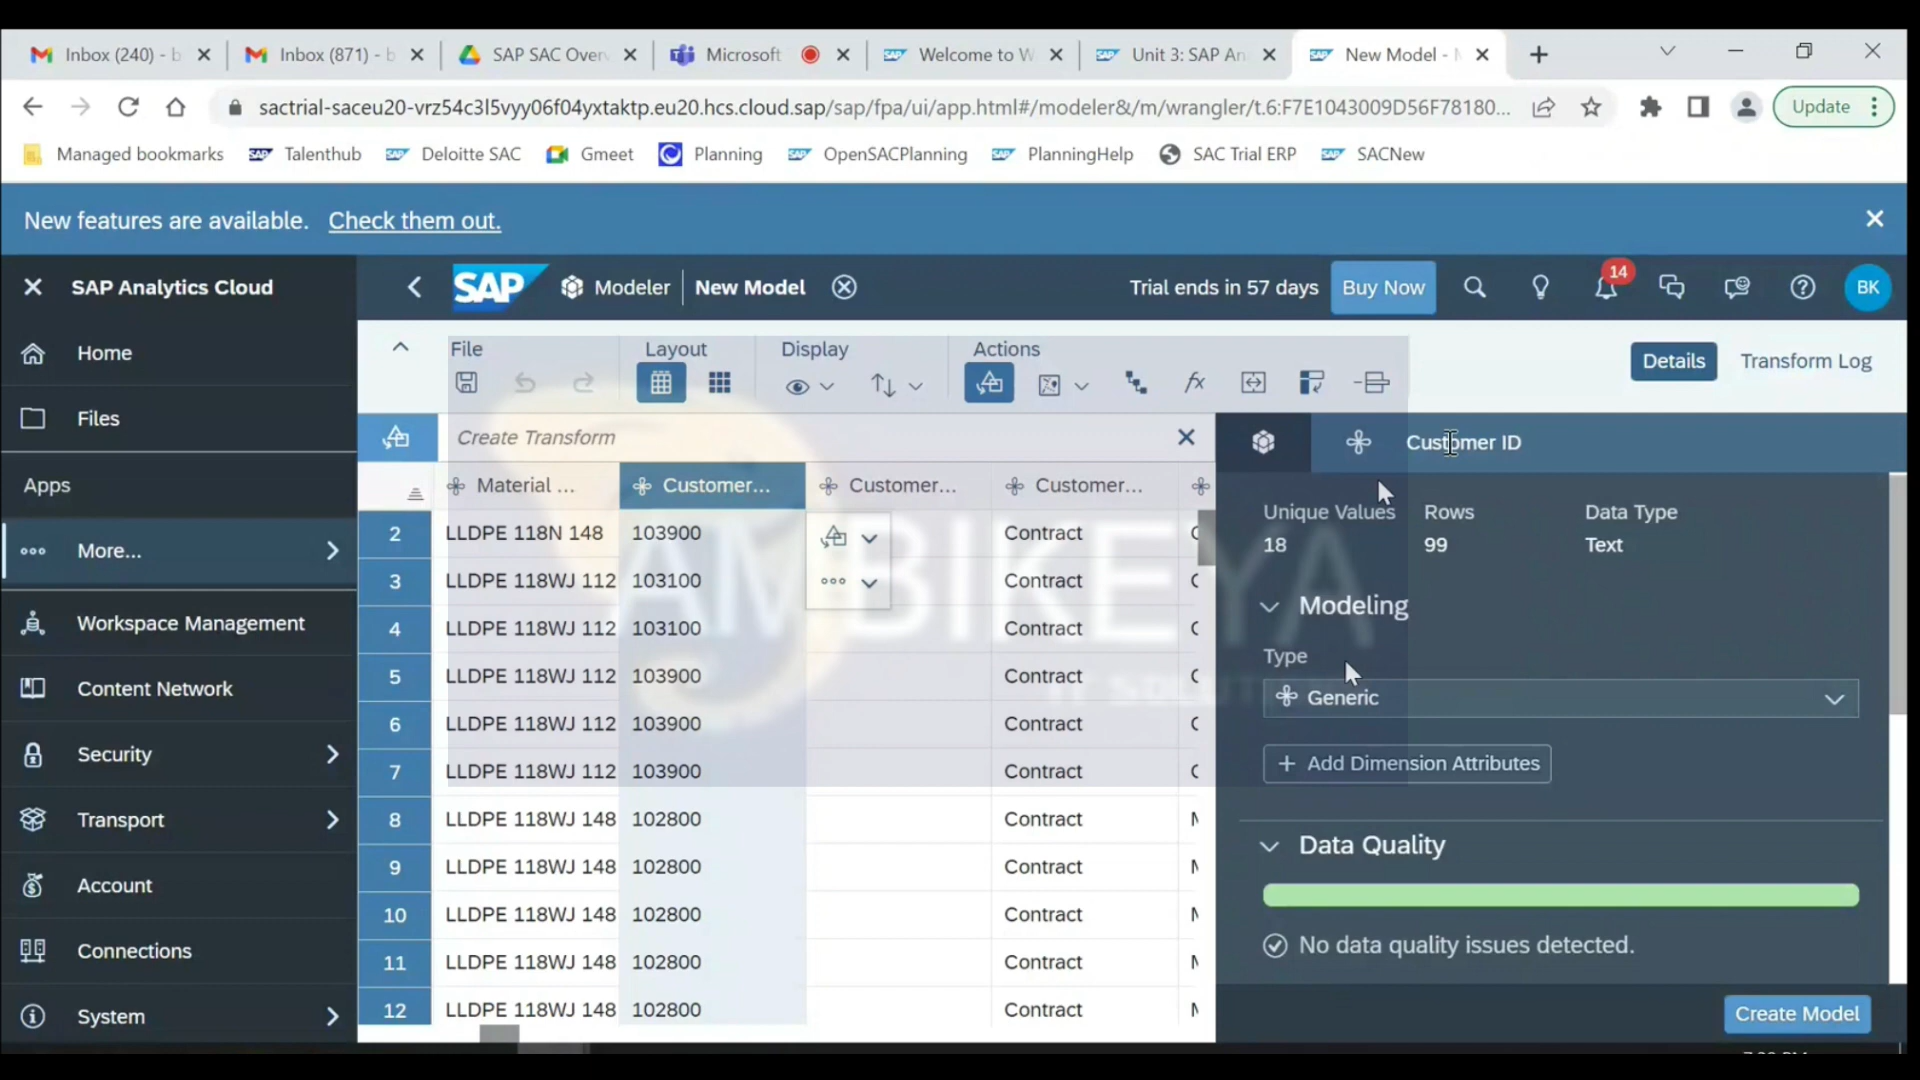 Inbox (240) - b
Inbox (871) - b
SAP SAC Over
Microsoft
Welcome to W
Unit 3: SAP An
New Model -
sactrial-saceu20-vrz54c3l5vyy06f04yxtaktp.eu20.hcs.cloud.sap/sap/fpa/ui/app.html#/modeler&/m/wrangler/t.6:F7E1043009D56F78180...
Update
Managed bookmarks
Talenthub
Deloitte SAC
Gmeet
Planning
OpenSACPlanning
PlanningHelp
SAC Trial ERP
SACNew
New features are available. Check them out.
SAP Analytics Cloud
SAP
Modeler
New Model
Trial ends in 57 days
Buy Now
14
BK
Home
Files
Apps
More...
Workspace Management
Content Network
Security
Transport
Account
Connections
System
File
Layout
Display
Actions
fx
Details
Transform Log
Create Transform
Material ...
Customer...
Customer...
Customer...
2 LLDPE 118N 148 103900 Contract
3 LLDPE 118WJ 112 103100 Contract
4 LLDPE 118WJ 112 103100 Contract
5 LLDPE 118WJ 112 103900 Contract
6 LLDPE 118WJ 112 103900 Contract
7 LLDPE 118WJ 112 103900 Contract
8 LLDPE 118WJ 148 102800 Contract
9 LLDPE 118WJ 148 102800 Contract
10 LLDPE 118WJ 148 102800 Contract
11 LLDPE 118WJ 148 102800 Contract
12 LLDPE 118WJ 148 102800 Contract
AMBIKEYA
Customer ID
Unique Values Rows Data Type
18 99 Text
Modeling
Type
Generic
+ Add Dimension Attributes
Data Quality
No data quality issues detected.
Create Model